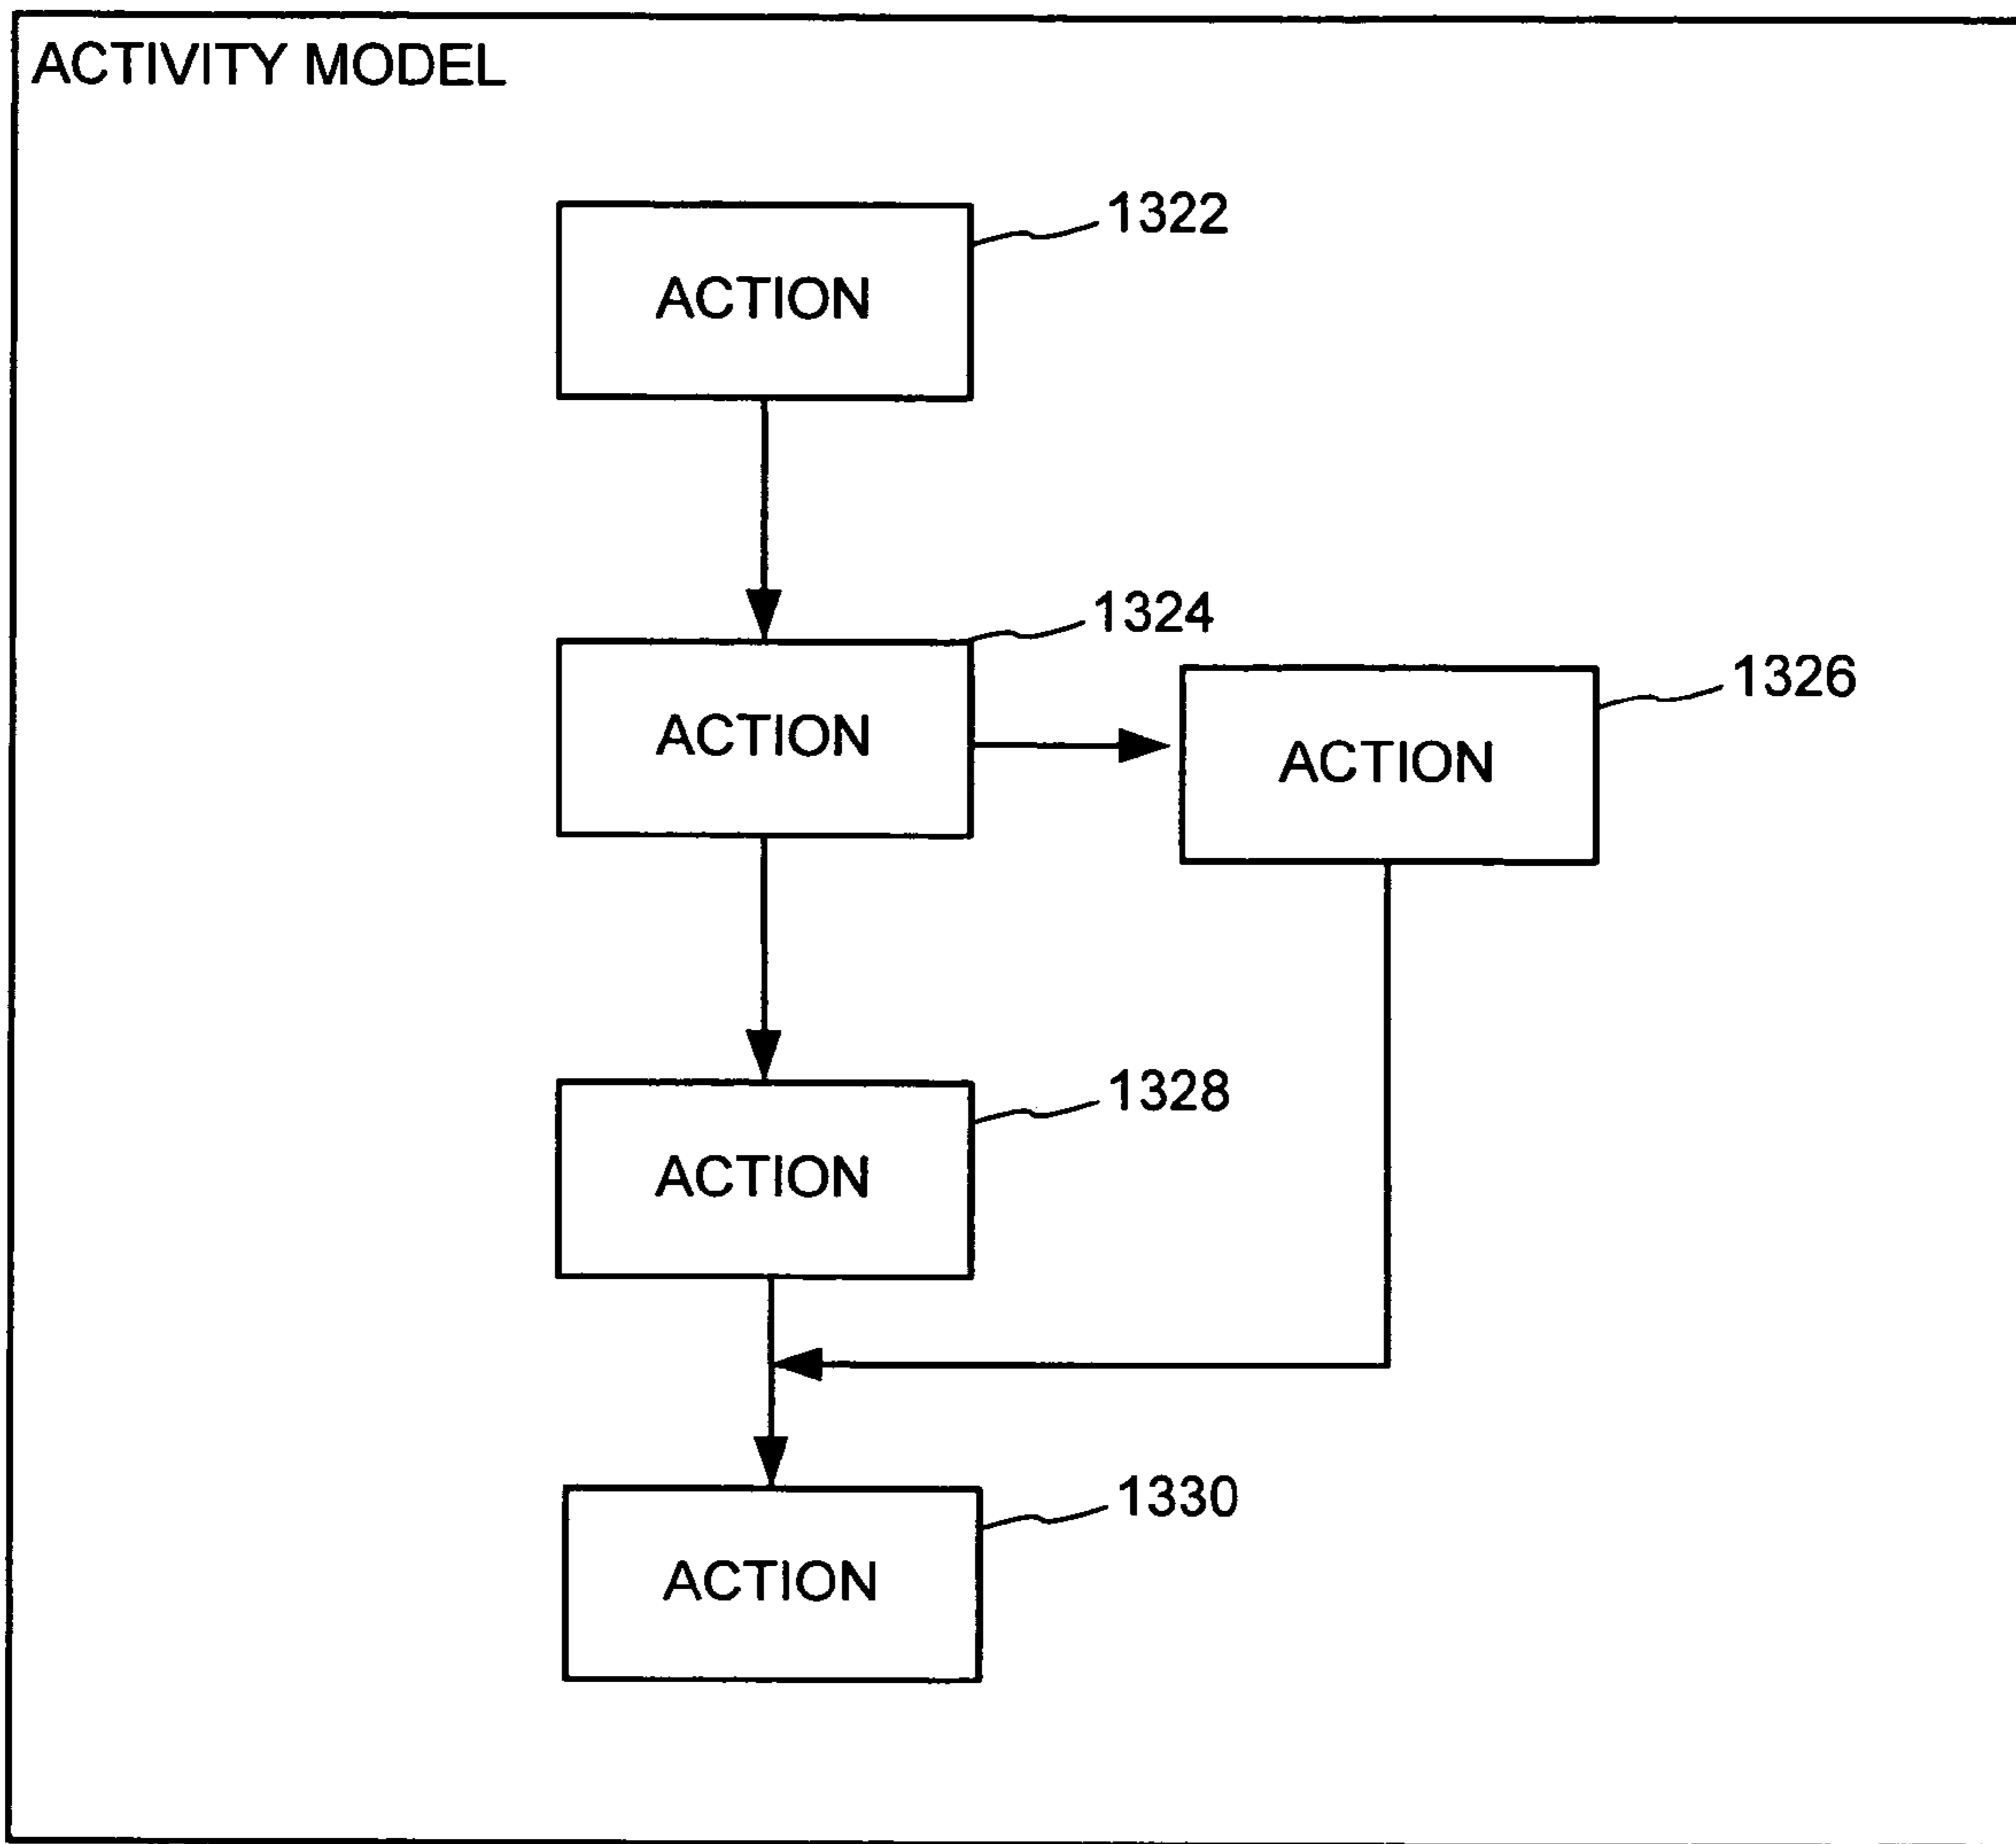 ACTIVITY MODEL
1322
ACTION
1324
ACTION
1326
ACTION
1328
ACTION
1330
ACTION